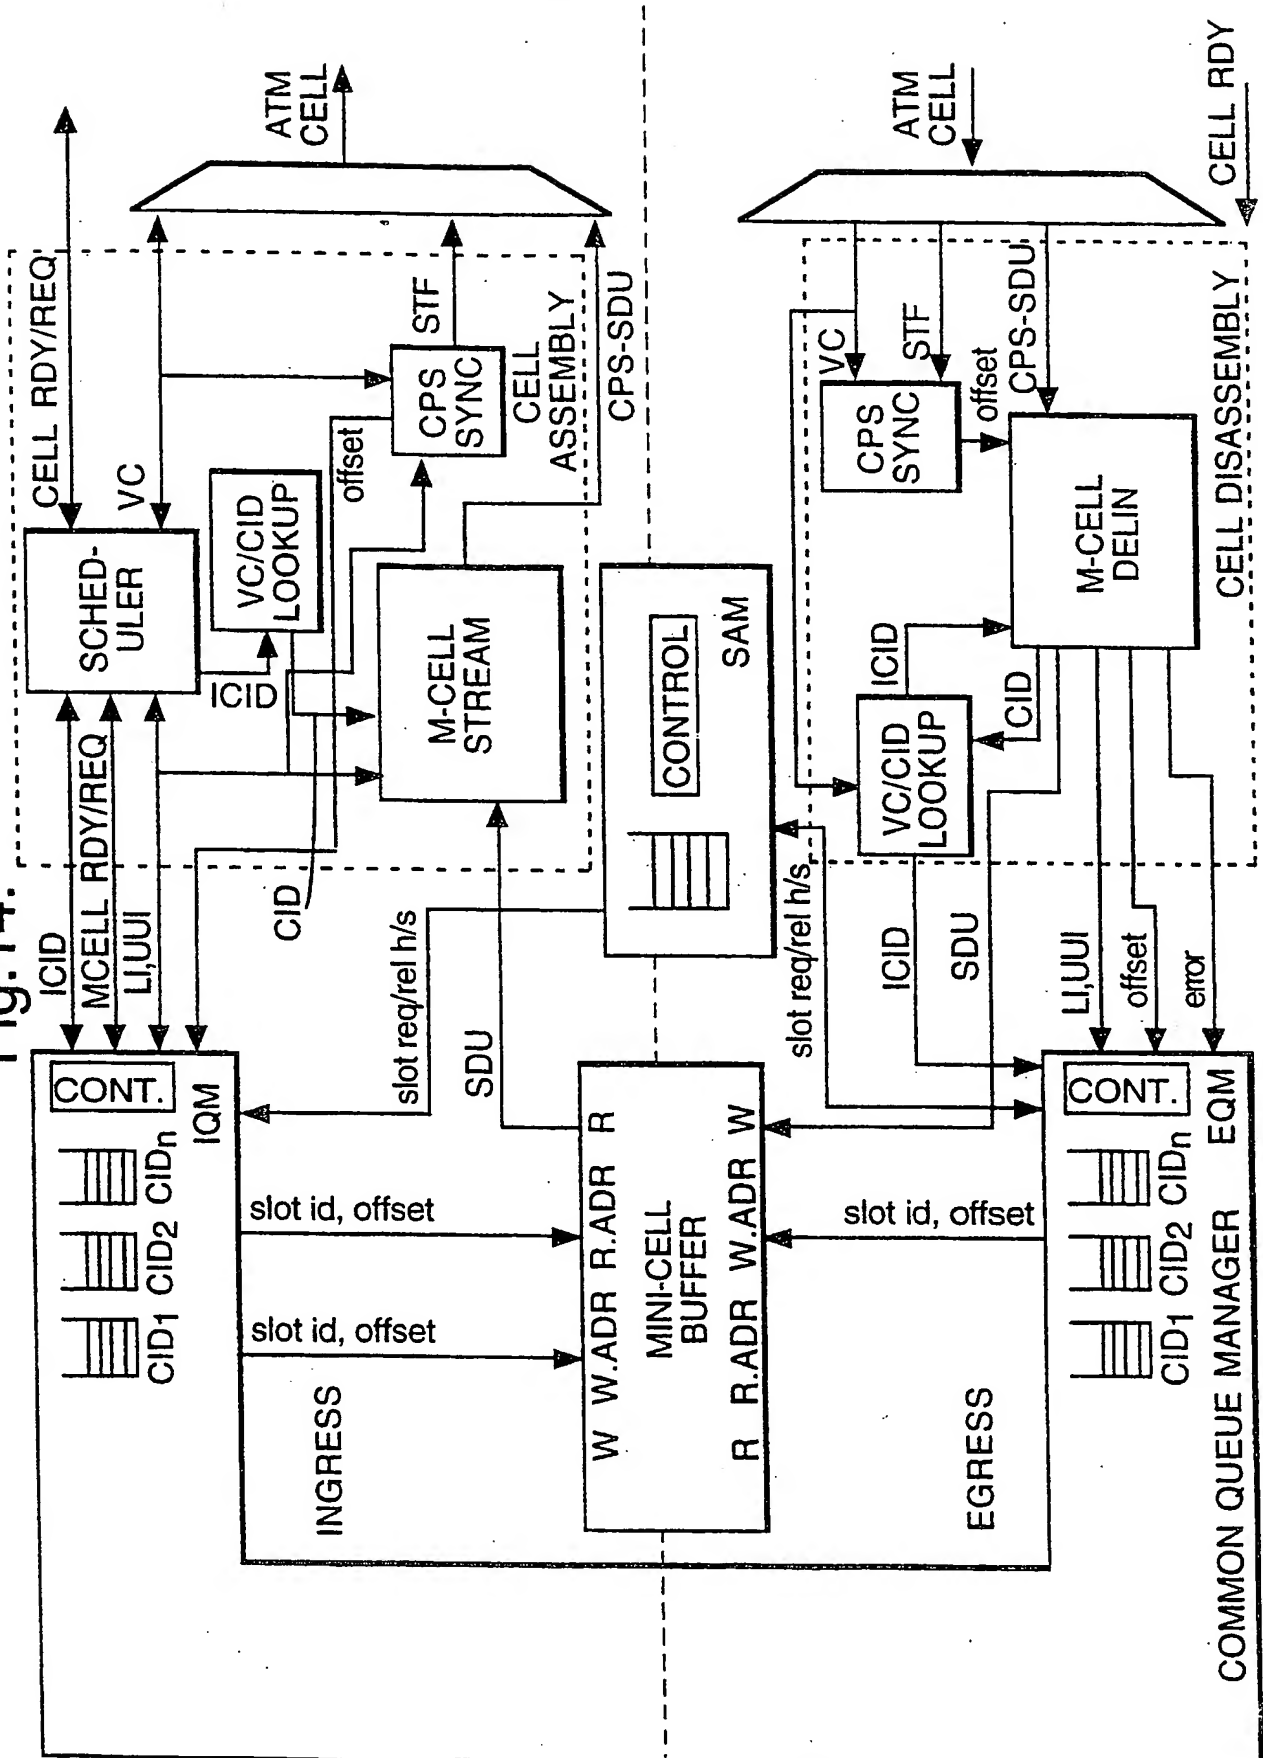 Fig.14.
CELL RDY/REQ
VC
ATM
CELL
SCHED-
ULER
VC/CID
LOOKUP
offset
CPS
SYNC
STF
CELL
ASSEMBLY
CPS-SDU
ICID
M-CELL
STREAM
ICID
MCELL RDY/REQ
LI,UUI
CID
slot req/rel h/s
SDU
CONT.
IQM
CID1 CID2 CIDn
slot id, offset
slot id, offset
INGRESS
CONTROL
SAM
W W.ADR R.ADR R
MINI-CELL
BUFFER
R R.ADR W.ADR W
EGRESS
slot id, offset
slot req/rel h/s
ICID
SDU
LI,UUI
offset
error
VC/CID
LOOKUP
ICID
CID
M-CELL
DELIN
CPS
SYNC
VC
STF
offset
CPS-SDU
CELL DISASSEMBLY
ATM
CELL
CELL RDY
CONT.
CID1 CID2 CIDn
COMMON QUEUE MANAGER EQM